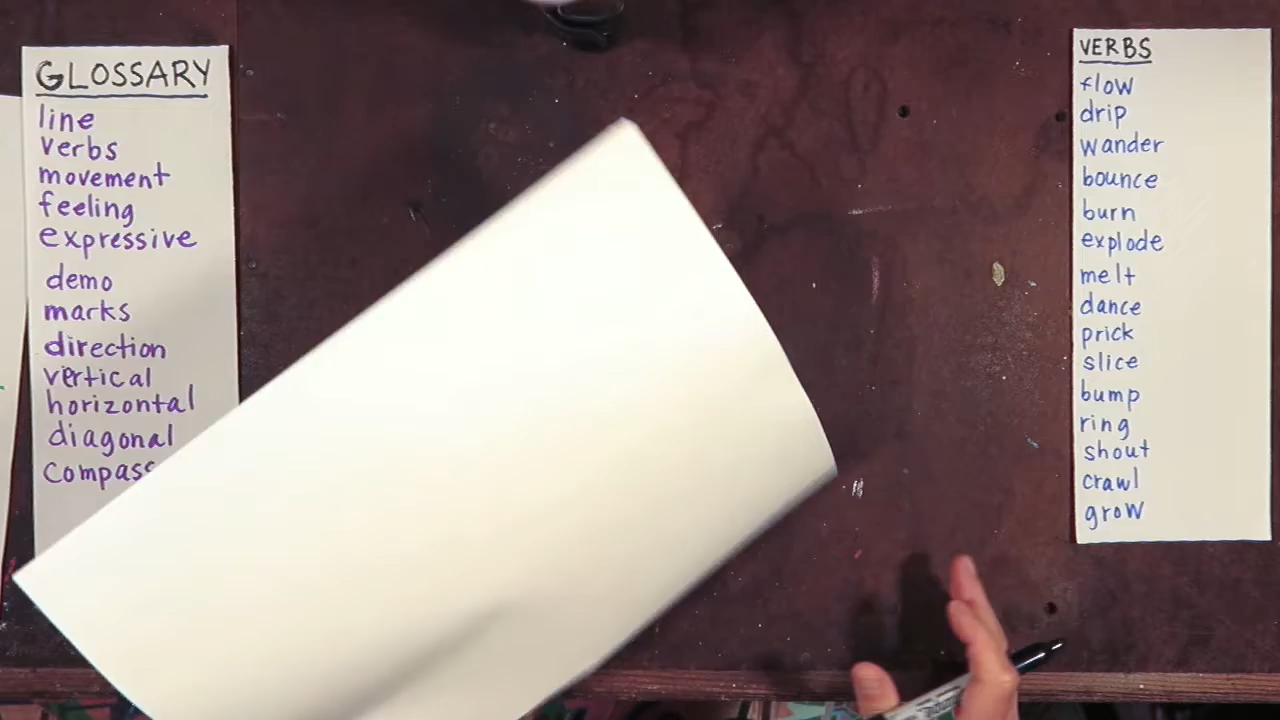 GLOSSARY
line
verbs
movement
feeling
expressive
demo
marks
direction
vertical
horizontal
diagonal
compass
VERBS
flow
drip
wander
bounce
burn
explode
melt
dance
prick
slice
bump
ring
shout
crawl
grow